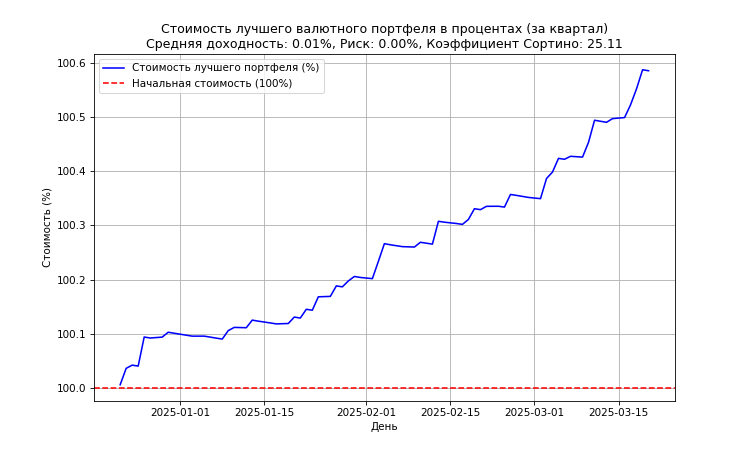 Стоимость лучшего валютного портфеля в процентах (за квартал)
Средняя доходность: 0.01%, Риск: 0.00%, Коэффициент Сортино: 25.11
Стоимость лучшего портфеля (%)
Начальная стоимость (100%)
100.6
100.5
100.4
100.3
100.2
100.1
100.0
Стоимость (%)
2025-01-01
2025-01-15
2025-02-01
2025-02-15
2025-03-01
2025-03-15
День